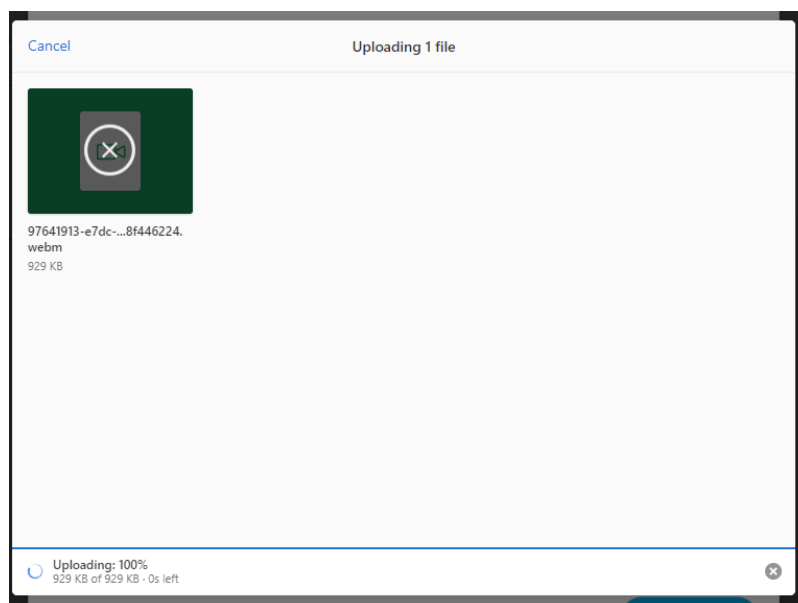 Cancel
Uploading 1 file
97641913-e7dc-...8f446224.
webm
929 KB
Uploading: 100%
929 KB of 929 KB · 0s left